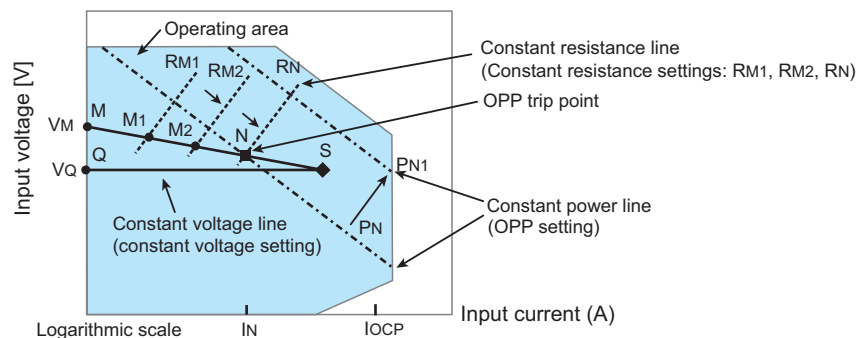 Operating area
Constant resistance line
(Constant resistance settings: RM1, RM2, RN)
OPP trip point
RM1
RM2
RN
Input voltage [V]
M
VM
M1
M2
N
S
Q
VQ
PN1
Constant voltage line
(constant voltage setting)
PN
Constant power line
(OPP setting)
Logarithmic scale
IN
IOCP
Input current (A)